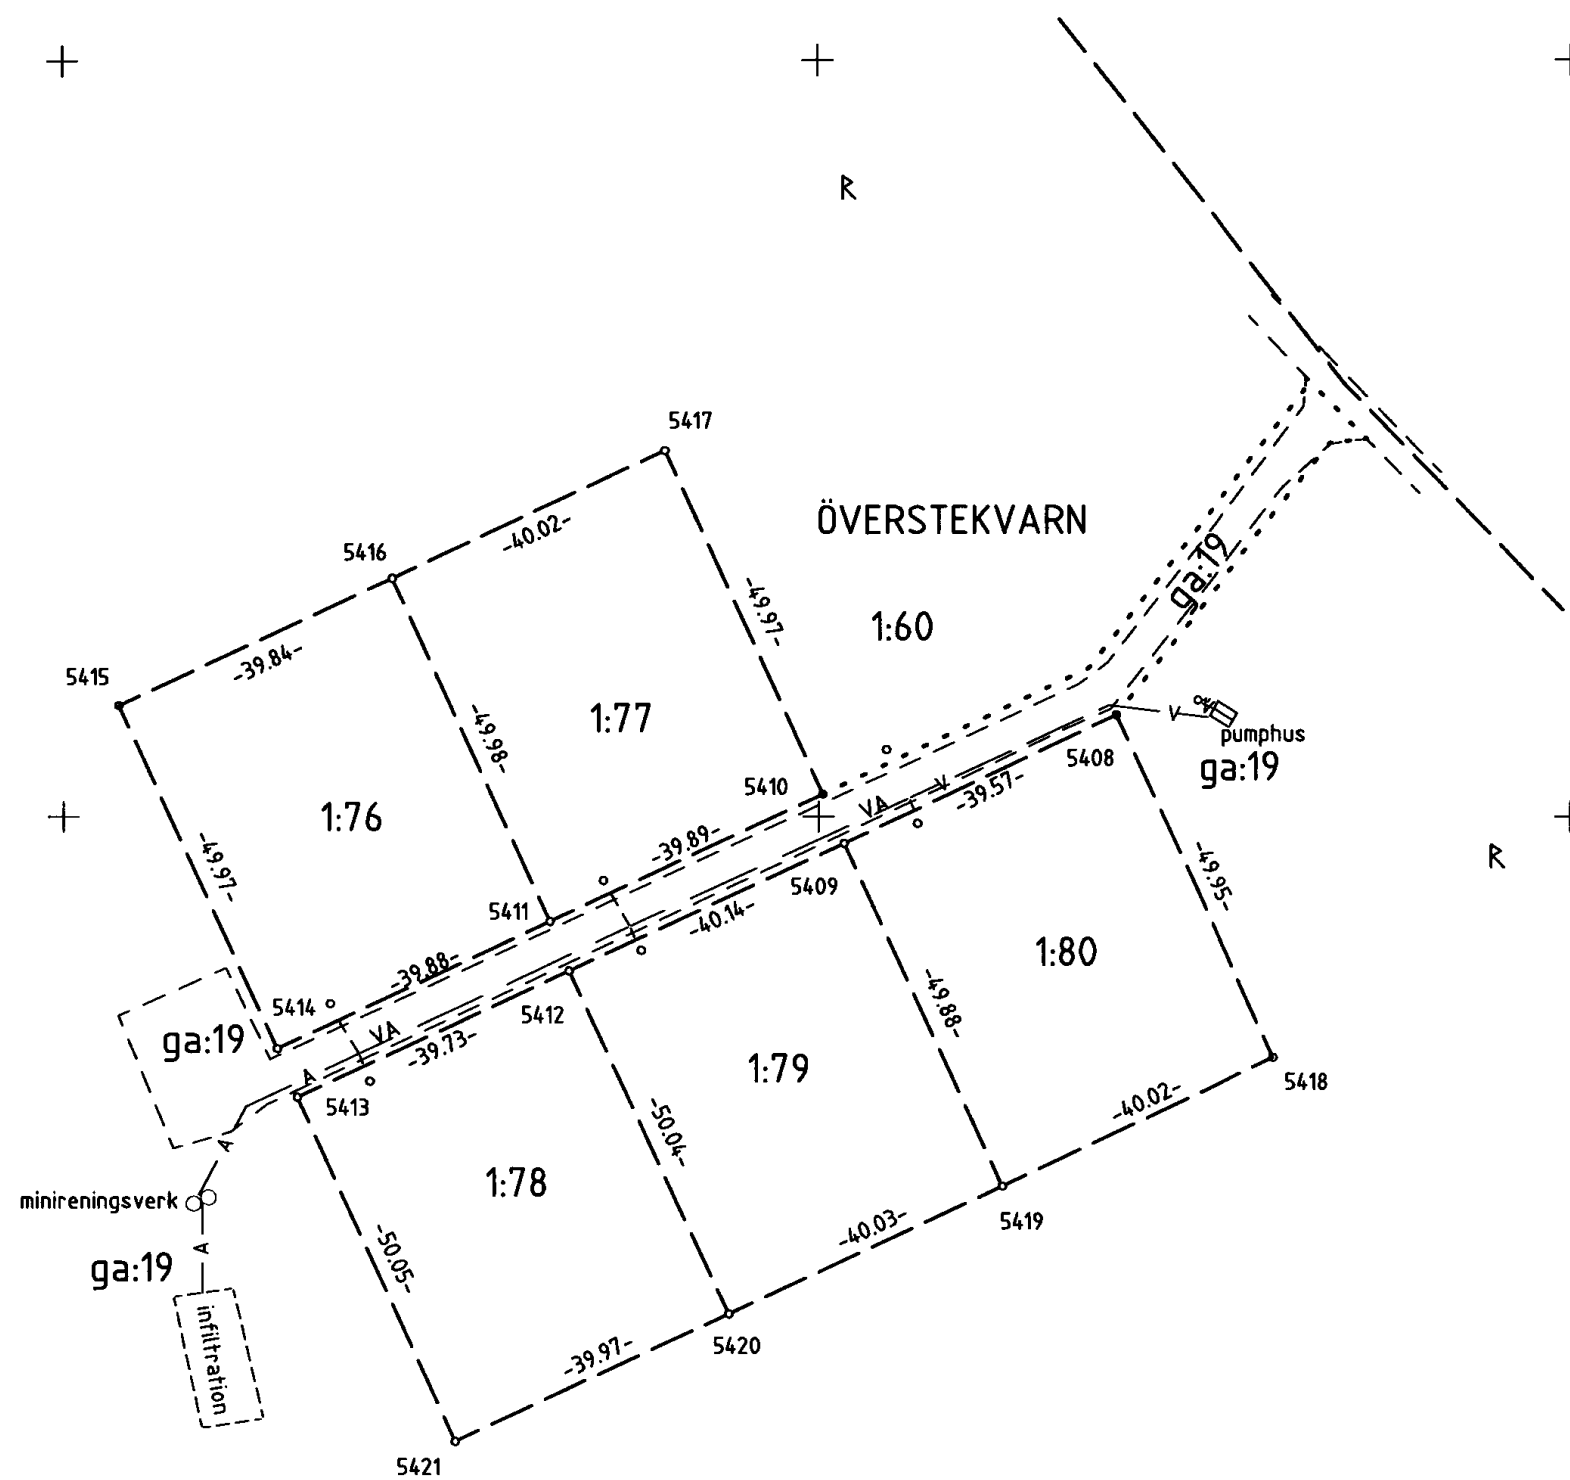 R
5417
ÖVERSTEKVARN
-40.02-
5416
ga:19
-49.97-
1:60
-39.84-
5415
1:77
-49.98-
V
pumphus
5408
ga:19
5410
V
-39.57-
VA
1:76
-39.89-
-49.97-
R
5409
-49.95-
5411
-40.14-
1:80
-39.88-
5414
5412
-49.88-
VA
ga:19
-39.73-
1:79
A
5413
5418
-40.02-
-50.04-
A
1:78
minireningsverk
5419
-40.03-
A
ga:19
-50.05-
infiltration
5420
-39.97-
5421